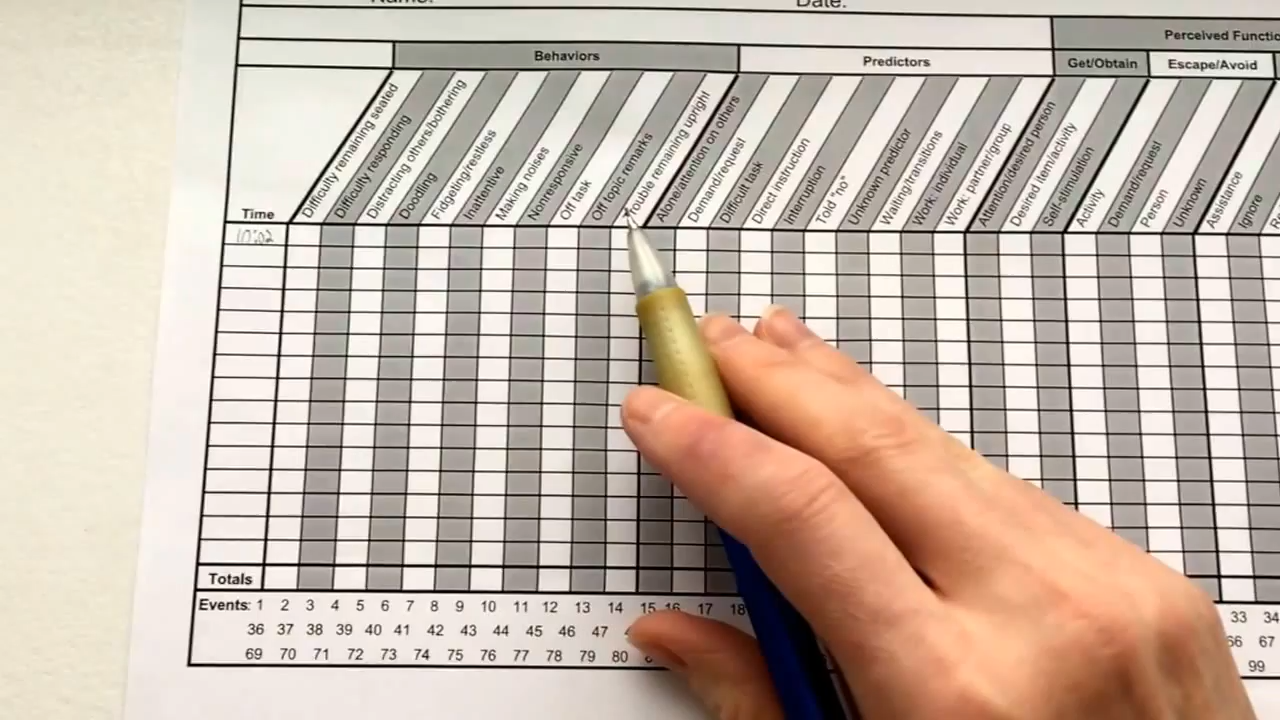 Name:
Date:
Perceived Functio
Behaviors
Predictors
Get/Obtain
Escape/Avoid
Time
Difficulty remaining seated
Difficulty responding
Distracting others/bothering
Doodling
Fidgeting/restless
Inattentive
Making noises
Nonresponsive
Off task
Off topic remarks
Trouble remaining upright
Alone/attention on others
Demand/request
Difficult task
Direct instruction
Interruption
Told "no"
Unknown predictor
Waiting/transitions
Work: individual
Work: partner/group
Attention/desired person
Desired item/activity
Self-stimulation
Activity
Demand/request
Person
Unknown
Assistance
Ignore
10:02
Totals
Events: 1 2 3 4 5 6 7 8 9 10 11 12 13 14 15 16 17 18 33 34
36 37 38 39 40 41 42 43 44 45 46 47 66 67
69 70 71 72 73 74 75 76 77 78 79 80 99